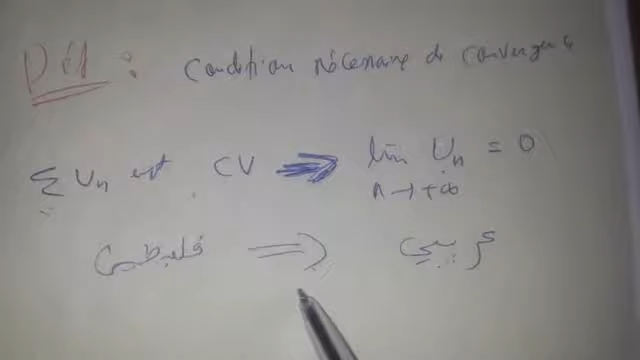 Déf : Condition nécessaire de convergence
∑ Un est CV ⟹ lim Un = 0
n → +∞
⟹ عربي